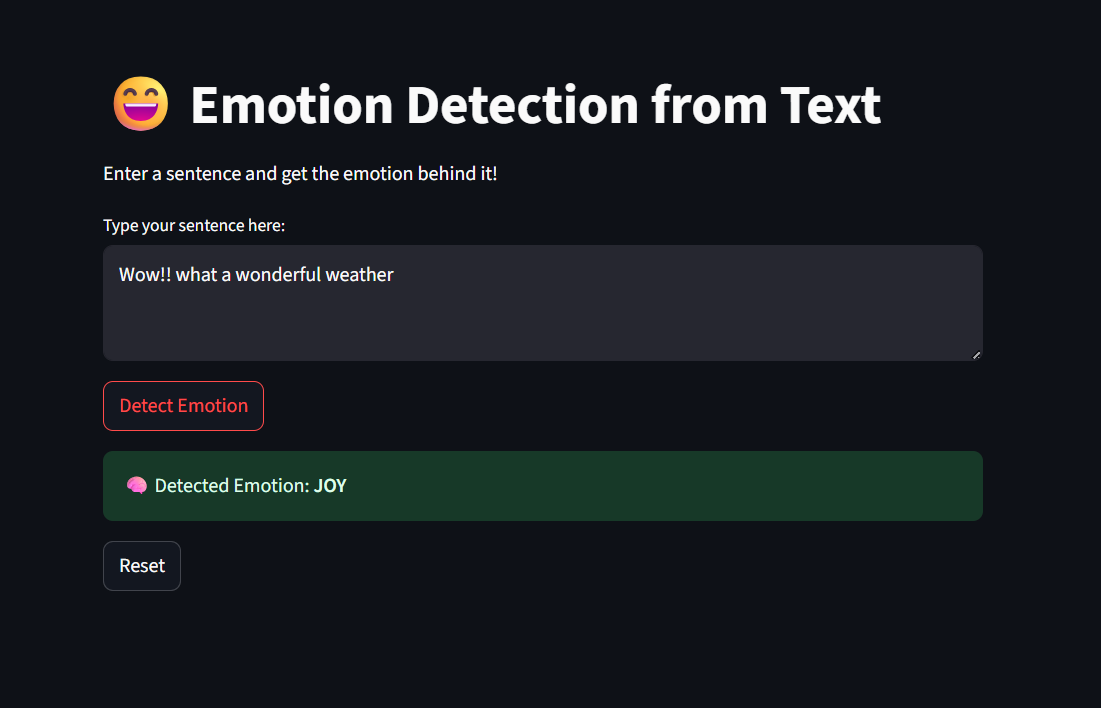 Emotion Detection from Text
Enter a sentence and get the emotion behind it!
Type your sentence here:
Wow!! what a wonderful weather
Detect Emotion
Detected Emotion: JOY
Reset